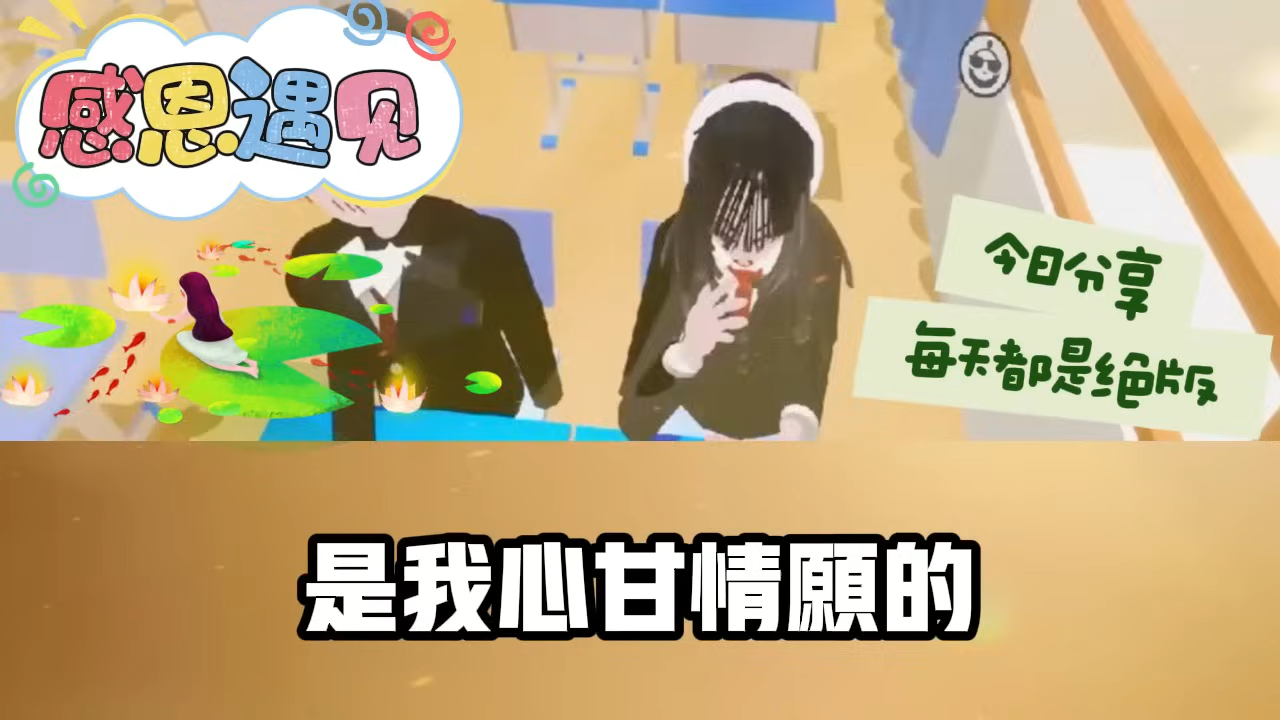 感恩遇见
今日分享
每天都是绝版
是我心甘情願的